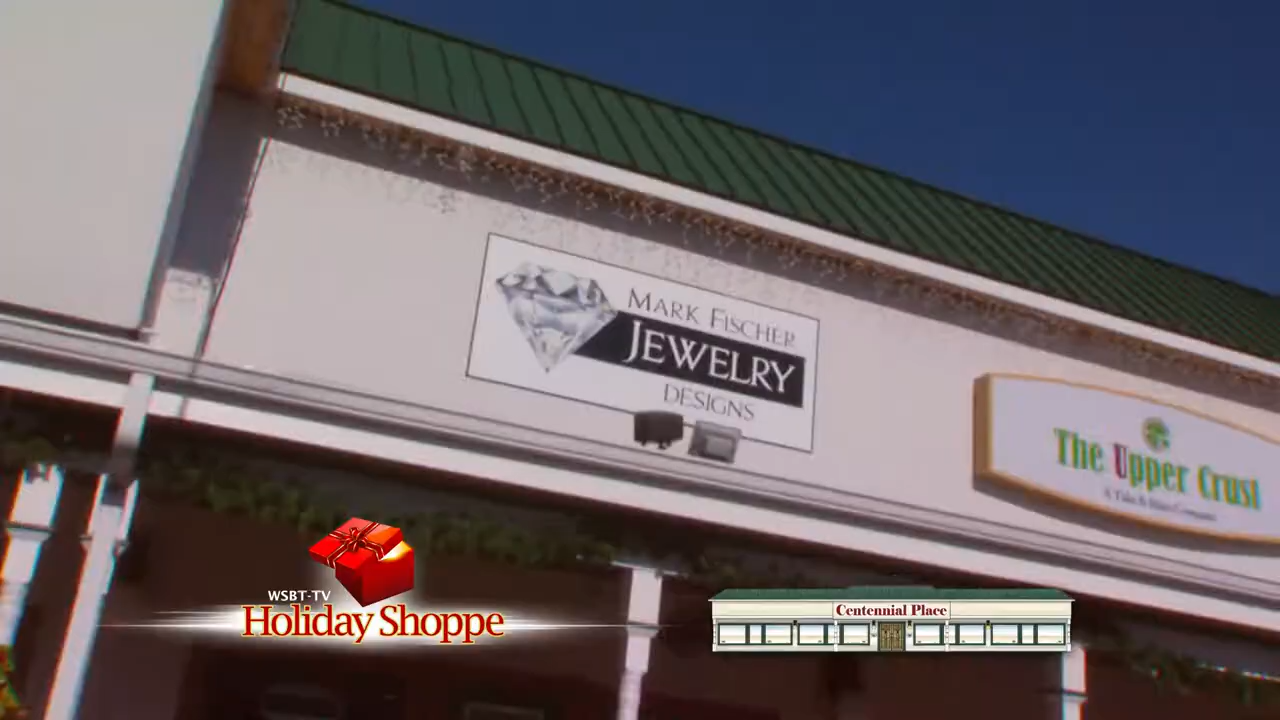 MARK FISCHER
JEWELRY
DESIGNS
The Upper Crust
WSBT-TV
Holiday Shoppe
Centennial Place